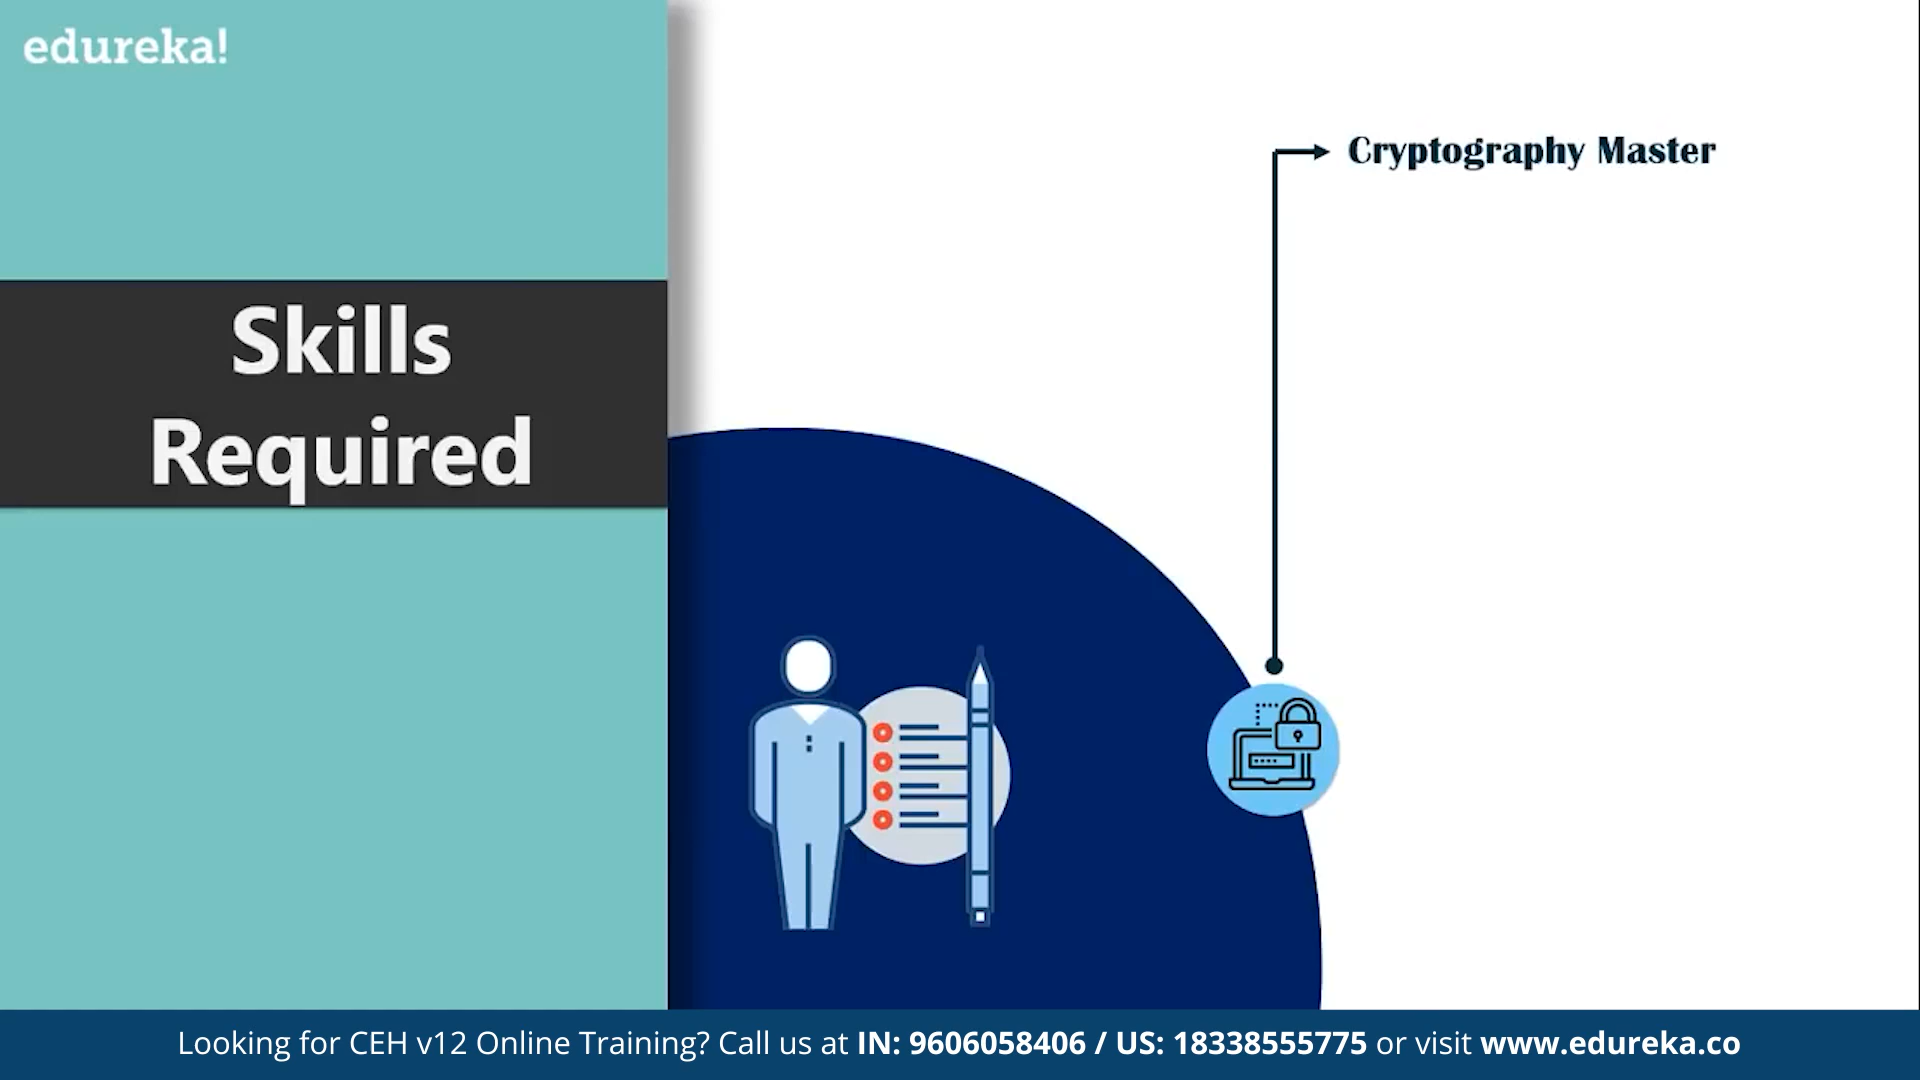 edureka!
Skills
Required
Cryptography Master
Looking for CEH v12 Online Training? Call us at IN: 9606058406 / US: 18338555775 or visit www.edureka.co